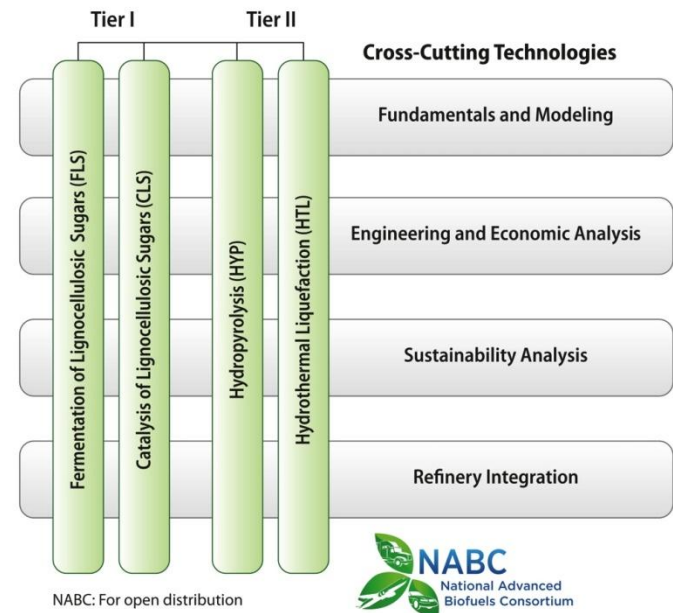 Tier I
Tier II
Cross-Cutting Technologies
Fundamentals and Modeling
Engineering and Economic Analysis
Sustainability Analysis
Refinery Integration
Fermentation of Lignocellulosic Sugars (FLS)
Catalysis of Lignocellulosic Sugars (CLS)
Hydropyrolysis (HYP)
Hydrothermal Liquefaction (HTL)
NABC: For open distribution
NABC
National Advanced
Biofuels Consortium